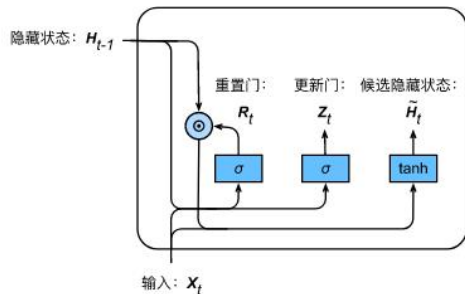 隐藏状态: H_{t-1}
重置门: 更新门: 候选隐藏状态:
R_t Z_t H̃_t
⊙
σ σ tanh
输入: X_t